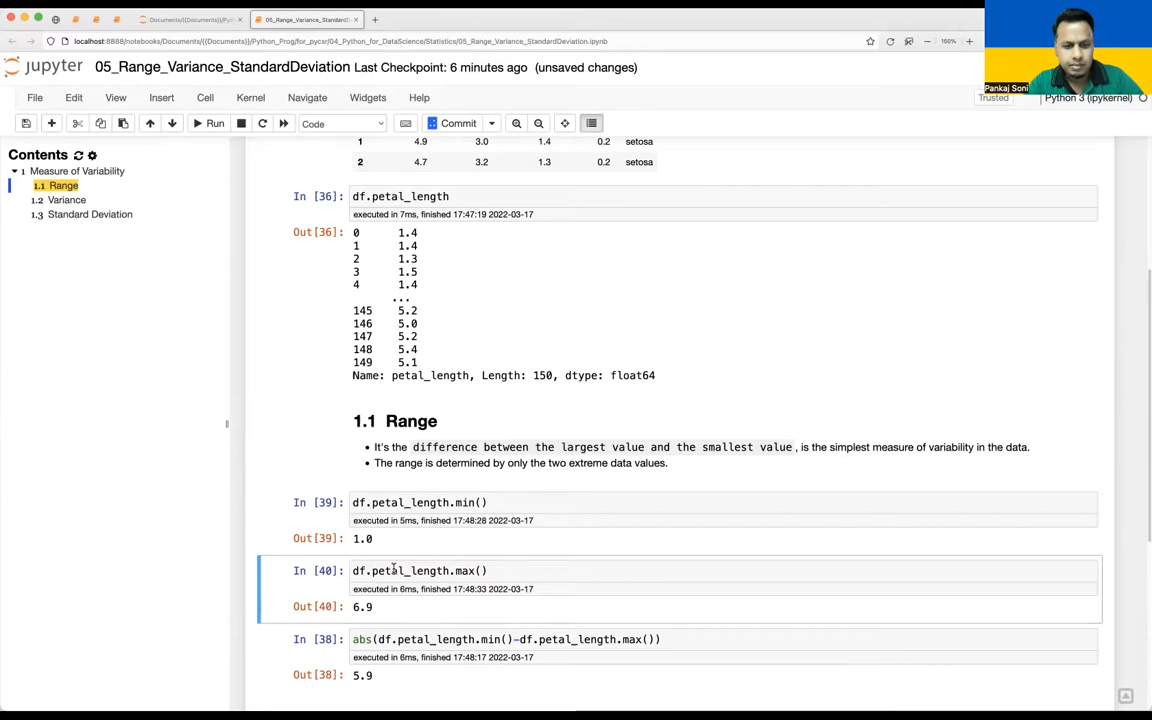 Documents/{{Documents}}/Pyt
05_Range_Variance_StandardD
localhost:8888/notebooks/Documents/{{Documents}}/Python_Prog/for_pycsr/04_Python_for_DataScience/Statistics/05_Range_Variance_StandardDeviation.ipynb
150%
Pankaj Soni
jupyter 05_Range_Variance_StandardDeviation Last Checkpoint: 6 minutes ago (unsaved changes)
File Edit View Insert Cell Kernel Navigate Widgets Help
Trusted Python 3 (ipykernel)
Run Code Commit
Contents
1 Measure of Variability
1.1 Range
1.2 Variance
1.3 Standard Deviation
1 4.9 3.0 1.4 0.2 setosa
2 4.7 3.2 1.3 0.2 setosa
In [36]: df.petal_length
executed in 7ms, finished 17:47:19 2022-03-17
Out[36]: 0 1.4
1 1.4
2 1.3
3 1.5
4 1.4
...
145 5.2
146 5.0
147 5.2
148 5.4
149 5.1
Name: petal_length, Length: 150, dtype: float64
1.1 Range
• It's the difference between the largest value and the smallest value, is the simplest measure of variability in the data.
• The range is determined by only the two extreme data values.
In [39]: df.petal_length.min()
executed in 5ms, finished 17:48:28 2022-03-17
Out[39]: 1.0
In [40]: df.petal_length.max()
executed in 6ms, finished 17:48:33 2022-03-17
Out[40]: 6.9
In [38]: abs(df.petal_length.min()-df.petal_length.max())
executed in 6ms, finished 17:48:17 2022-03-17
Out[38]: 5.9